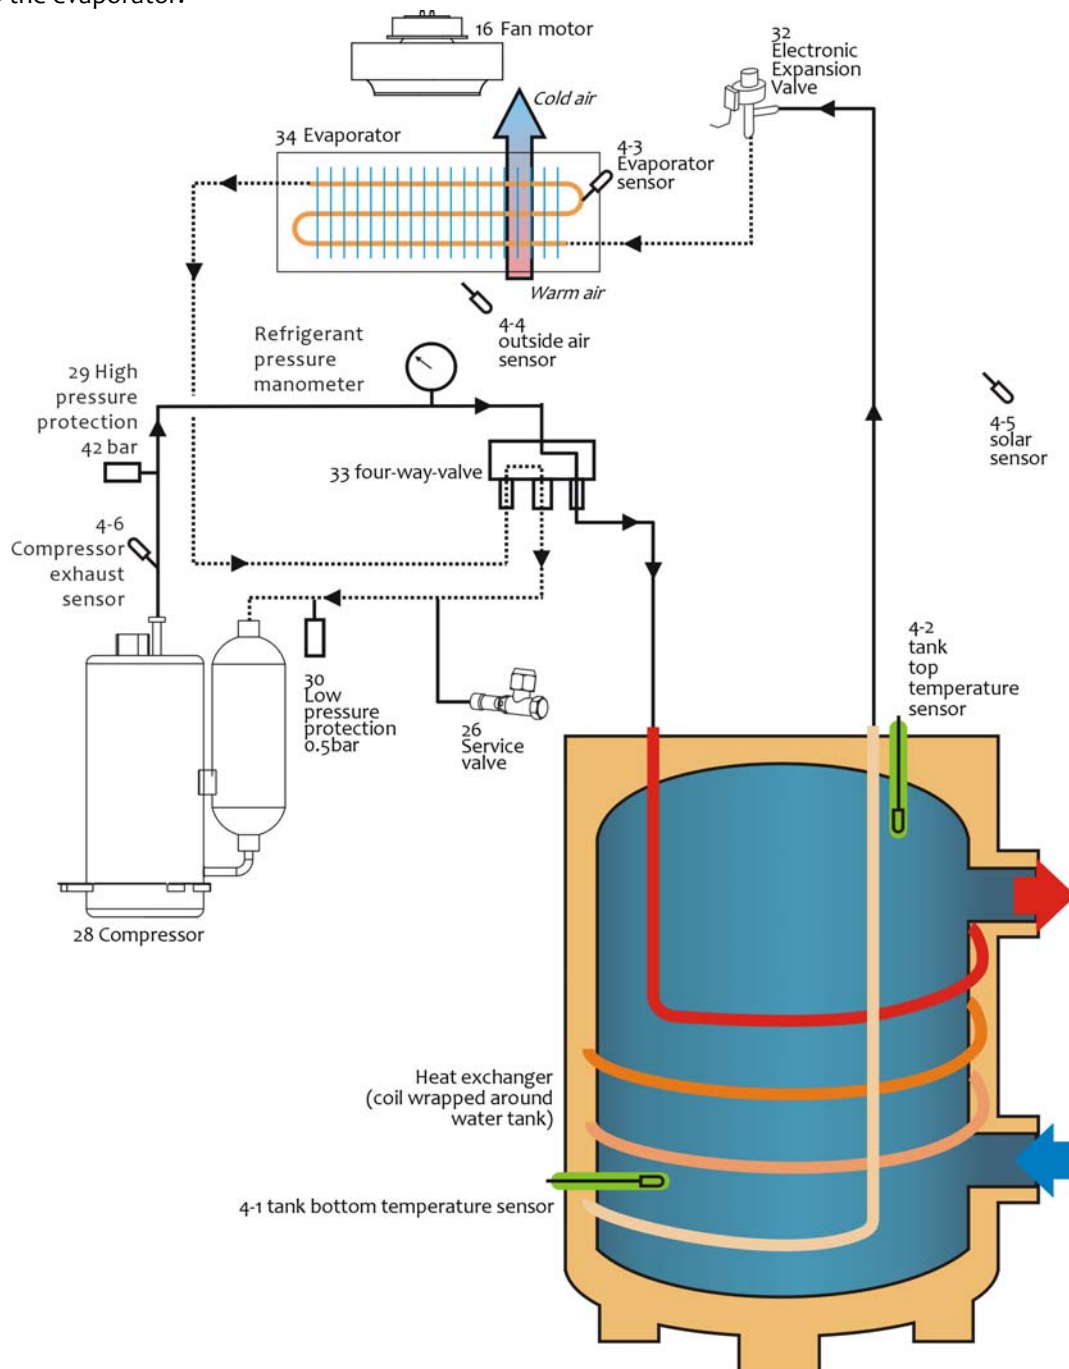 the evaporator.
16 Fan motor
32
Electronic
Expansion
Valve
Cold air
34 Evaporator
4-3
Evaporator
sensor
Warm air
4-4
outside air
sensor
Refrigerant
pressure
manometer
29 High
pressure
protection
42 bar
4-5
solar
sensor
33 four-way-valve
4-6
Compressor
exhaust
sensor
4-2
tank
top
temperature
sensor
30
Low
pressure
protection
0.5bar
26
Service
valve
28 Compressor
Heat exchanger
(coil wrapped around
water tank)
4-1 tank bottom temperature sensor